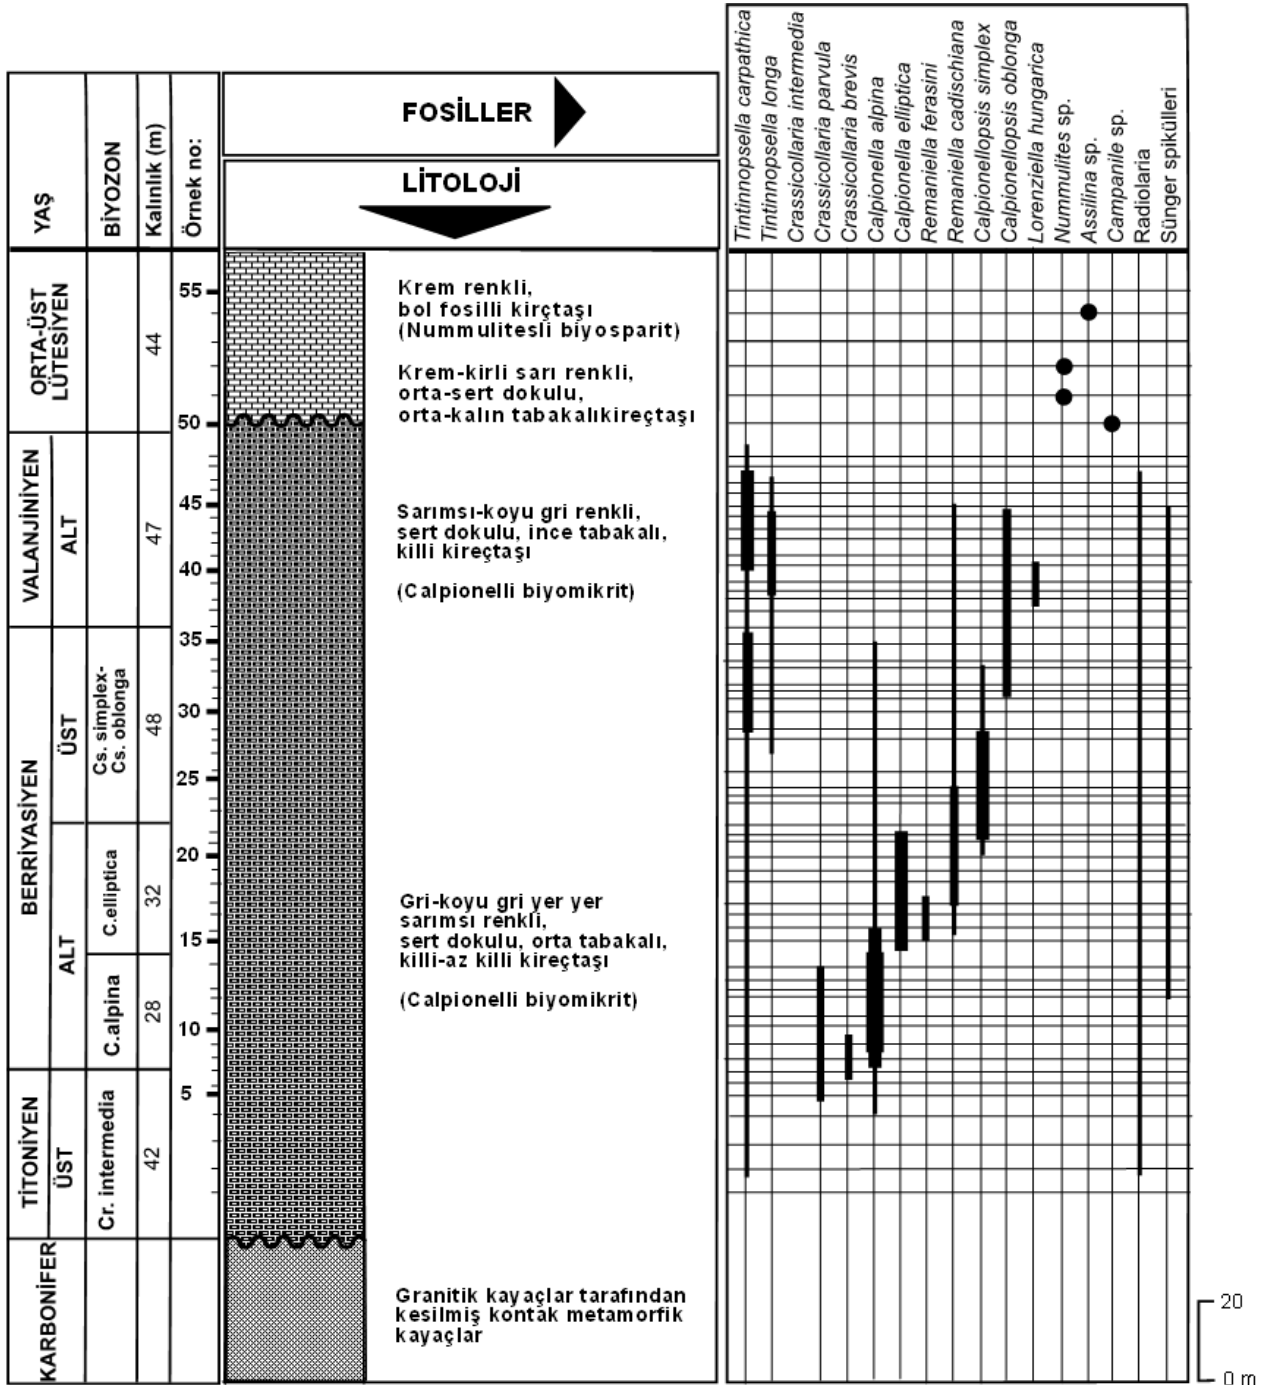 YAŞ
BİYOZON
Kalınlık (m)
Örnek no:
FOSİLLER
LİTOLOJİ
Tintinnopsella carpathica
Tintinnopsella longa
Crassicollaria intermedia
Crassicollaria parvula
Crassicollaria brevis
Calpionella alpina
Calpionella elliptica
Remaniella ferasini
Remaniella cadischiana
Calpionellopsis simplex
Calpionellopsis oblonga
Lorenziella hungarica
Nummulites sp.
Assilina sp.
Campanile sp.
Radiolaria
Sünger spikülleri
ORTA-ÜST
LÜTESİYEN
44
55
50
Krem renkli,
bol fosilli kirçtaşı
(Nummulitesli biyosparit)
Krem-kirli sarı renkli,
orta-sert dokulu,
orta-kalın tabakalıkireçtaşı
VALANJİNİYEN
ALT
47
45
40
Sarımsı-koyu gri renkli,
sert dokulu, ince tabakalı,
killi kireçtaşı
(Calpionelli biyomikrit)
BERRİYASİYEN
ÜST
Cs. simplex-
Cs. oblonga
48
35
30
25
ALT
C.elliptica
32
20
15
C.alpina
28
10
Gri-koyu gri yer yer
sarımsı renkli,
sert dokulu, orta tabakalı,
killi-az killi kireçtaşı
(Calpionelli biyomikrit)
TİTONİYEN
ÜST
Cr. intermedia
42
5
KARBONİFER
Granitik kayaçlar tarafından
kesilmiş kontak metamorfik
kayaçlar
20
0 m